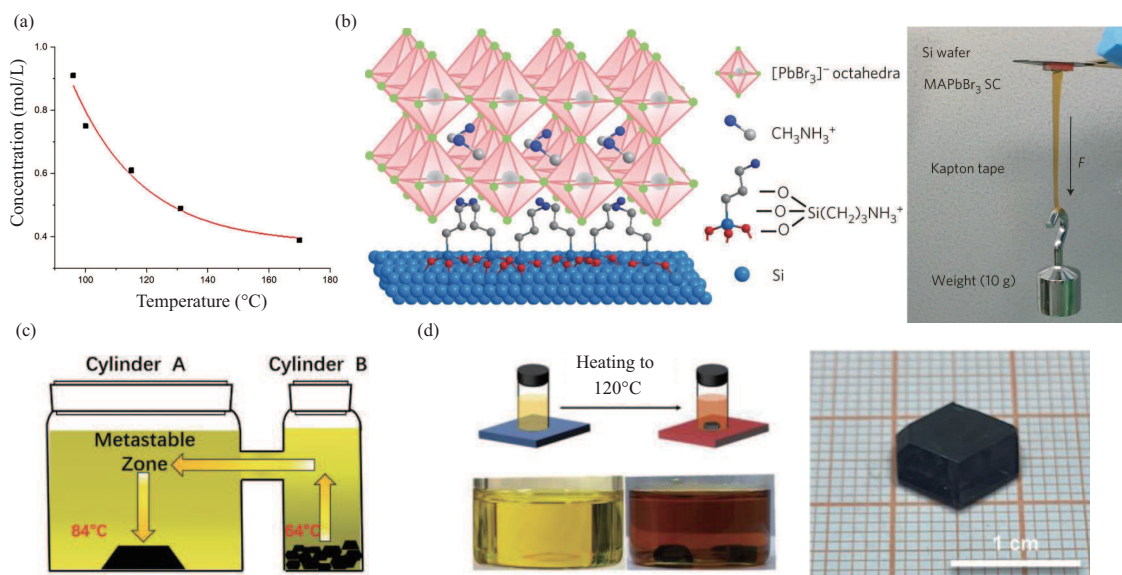 (a)
1.0
0.8
0.6
0.4
Concentration (mol/L)
80
100
120
140
160
180
Temperature (°C)
(b)
[PbBr₃]⁻ octahedra
CH₃NH₃⁺
O
O
Si(CH₂)₃NH₃⁺
O
Si
Si wafer
MAPbBr₃ SC
Kapton tape
F
Weight (10 g)
(c)
Cylinder A
Cylinder B
Metastable
Zone
84°C
64°C
(d)
Heating to
120°C
1 cm